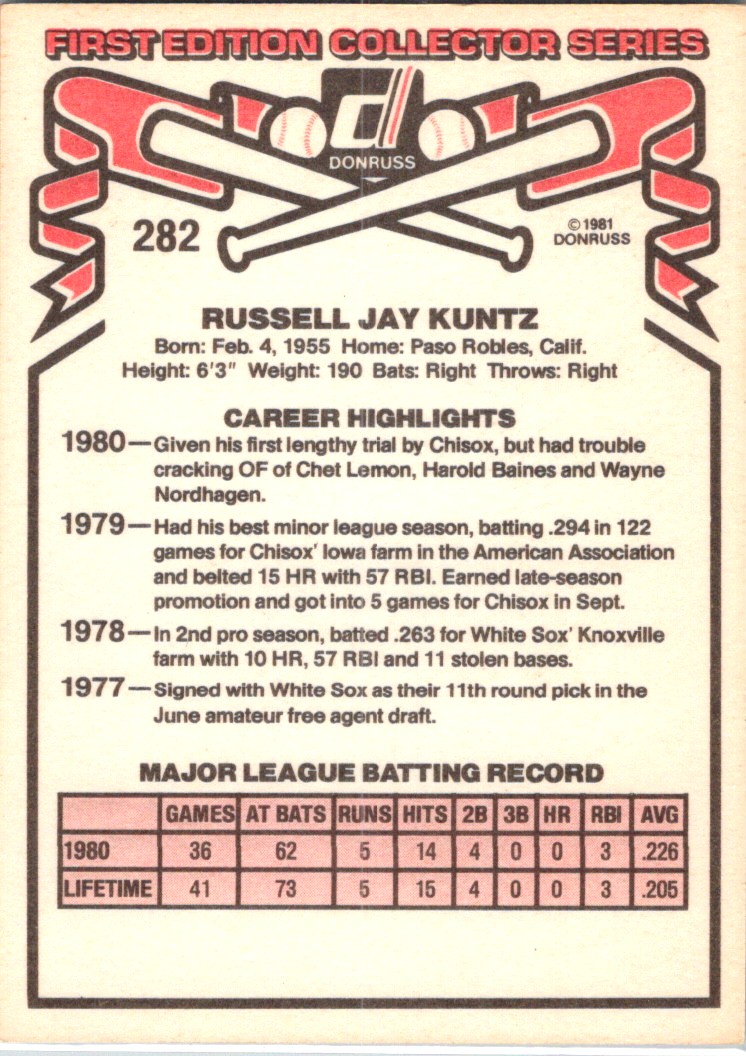 FIRST EDITION COLLECTOR SERIES
d
DONRUSS
282
© 1981
DONRUSS
RUSSELL JAY KUNTZ
Born: Feb. 4, 1955 Home: Paso Robles, Calif.
Height: 6'3" Weight: 190 Bats: Right Throws: Right
CAREER HIGHLIGHTS
1980—Given his first lengthy trial by Chisox, but had trouble
cracking OF of Chet Lemon, Harold Baines and Wayne
Nordhagen.
1979—Had his best minor league season, batting .294 in 122
games for Chisox' Iowa farm in the American Association
and belted 15 HR with 57 RBI. Earned late-season
promotion and got into 5 games for Chisox in Sept.
1978—In 2nd pro season, batted .263 for White Sox' Knoxville
farm with 10 HR, 57 RBI and 11 stolen bases.
1977—Signed with White Sox as their 11th round pick in the
June amateur free agent draft.
MAJOR LEAGUE BATTING RECORD
GAMES AT BATS RUNS HITS 2B 3B HR RBI AVG
1980 36 62 5 14 4 0 0 3 .226
LIFETIME 41 73 5 15 4 0 0 3 .205